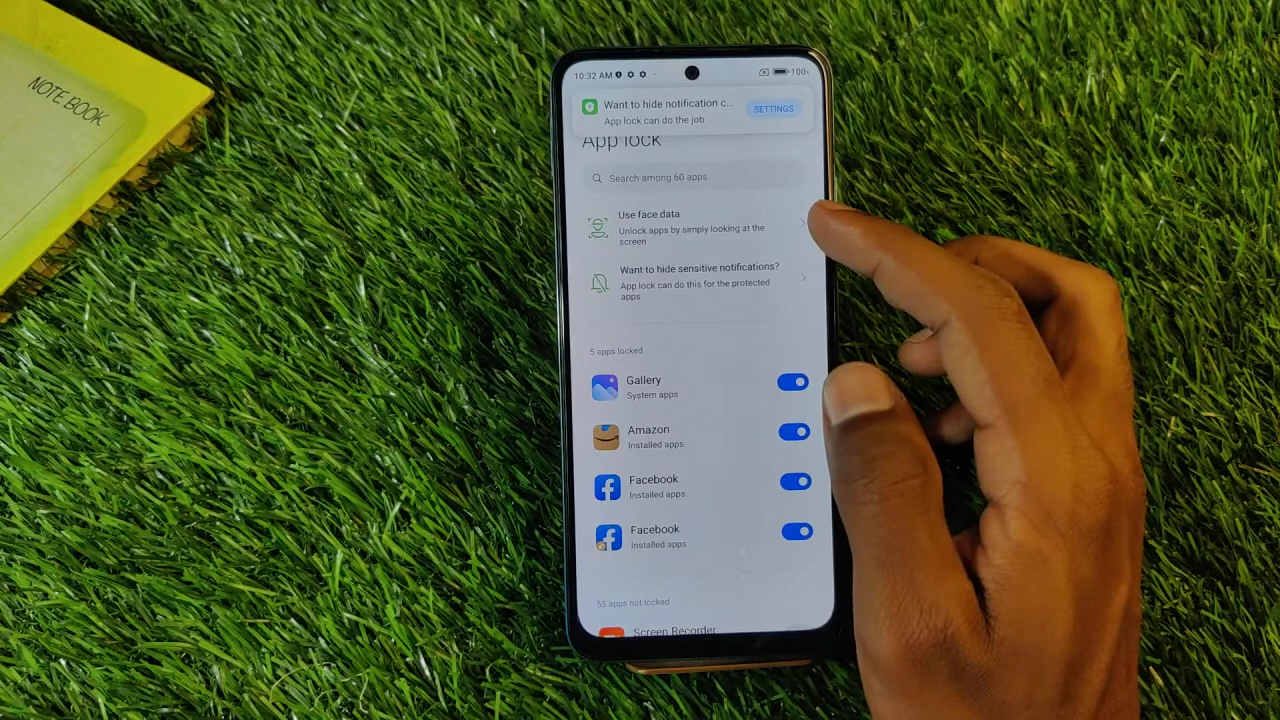 NOTE BOOK
10:32 AM
100%
Want to hide notification c...
App lock can do the job
SETTINGS
App lock
Search among 60 apps
Use face data
Unlock apps by simply looking at the
screen
Want to hide sensitive notifications?
App lock can do this for the protected
apps
5 apps locked
Gallery
System apps
Amazon
Installed apps
Facebook
Installed apps
Facebook
Installed apps
55 apps not locked
Screen Recorder